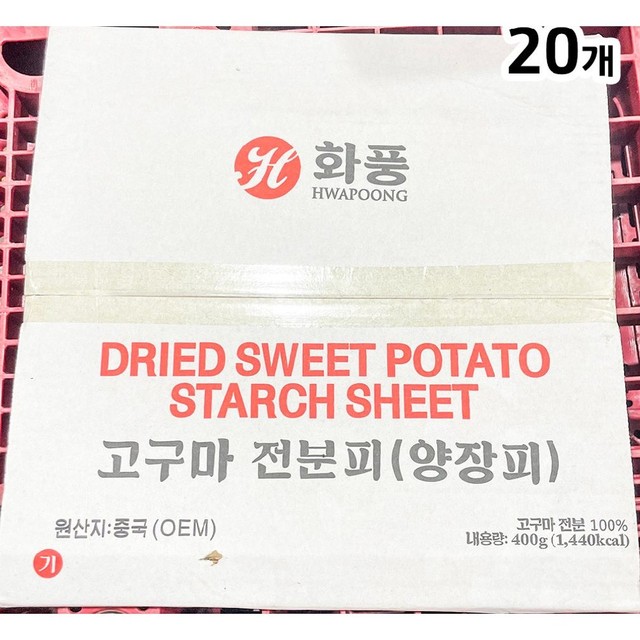 20개
H 화풍
HWAPOONG
DRIED SWEET POTATO
STARCH SHEET
고구마 전분피(양장피)
원산지:중국(OEM)
고구마 전분 100%
내용량: 400g (1,440kcal)
기